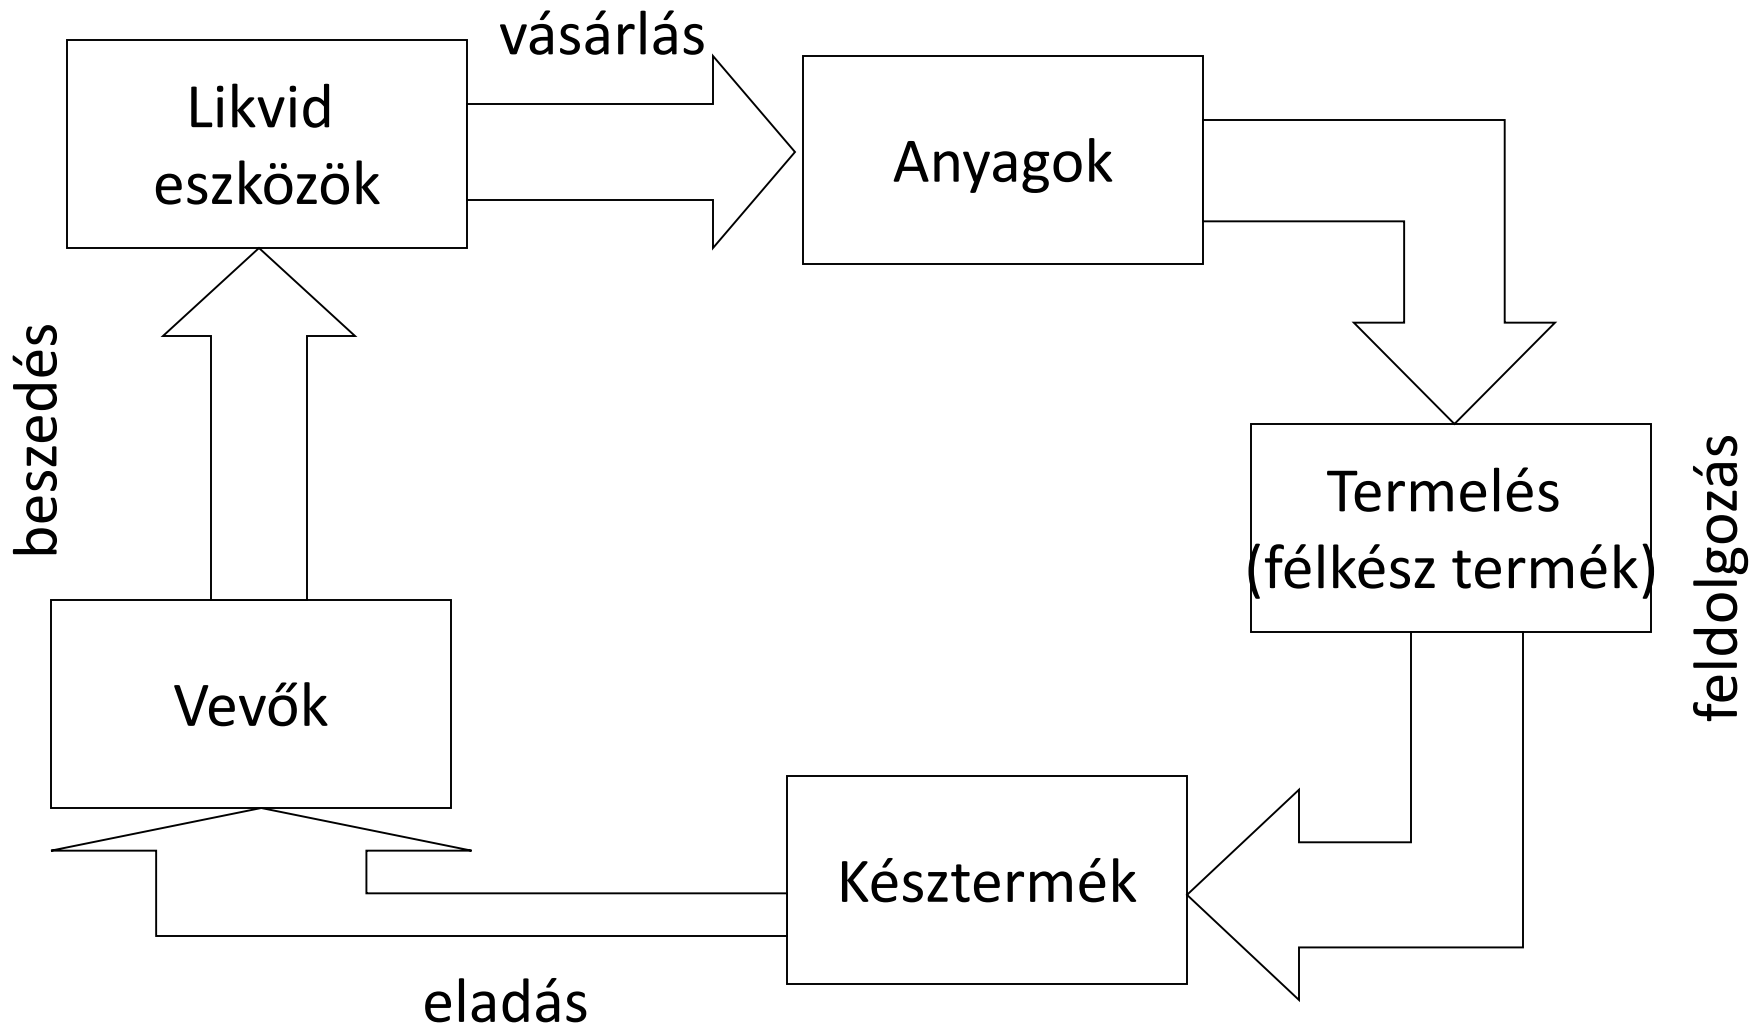 vásárlás
Likvid
eszközök
Anyagok
beszedés
Termelés
(félkész termék)
feldolgozás
Vevők
Késztermék
eladás